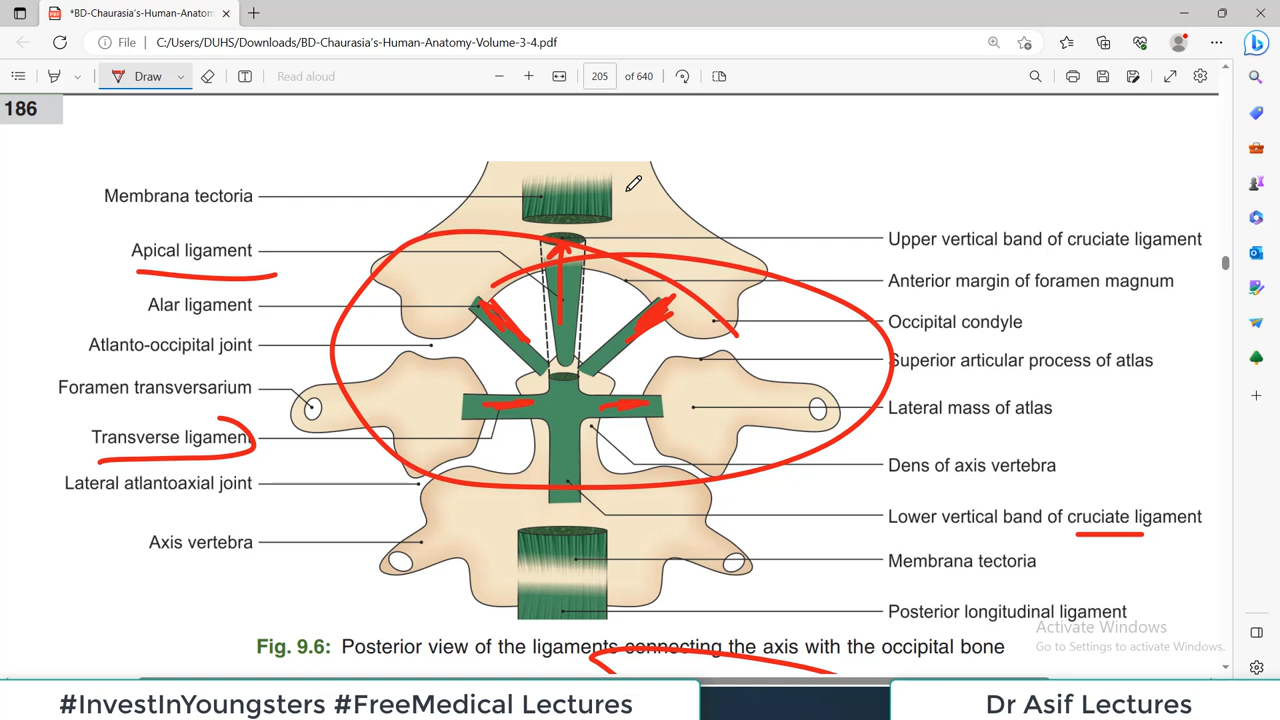 *BD-Chaurasia's-Human-Anatom
File
C:/Users/DUHS/Downloads/BD-Chaurasia's-Human-Anatomy-Volume-3-4.pdf
Draw
Read aloud
205
of 640
186
Membrana tectoria
Apical ligament
Alar ligament
Atlanto-occipital joint
Foramen transversarium
Transverse ligament
Lateral atlantoaxial joint
Axis vertebra
Upper vertical band of cruciate ligament
Anterior margin of foramen magnum
Occipital condyle
Superior articular process of atlas
Lateral mass of atlas
Dens of axis vertebra
Lower vertical band of cruciate ligament
Membrana tectoria
Posterior longitudinal ligament
Activate Windows
Go to Settings to activate Windows.
Fig. 9.6: Posterior view of the ligaments connecting the axis with the occipital bone
#InvestInYoungsters #FreeMedical Lectures
Dr Asif Lectures